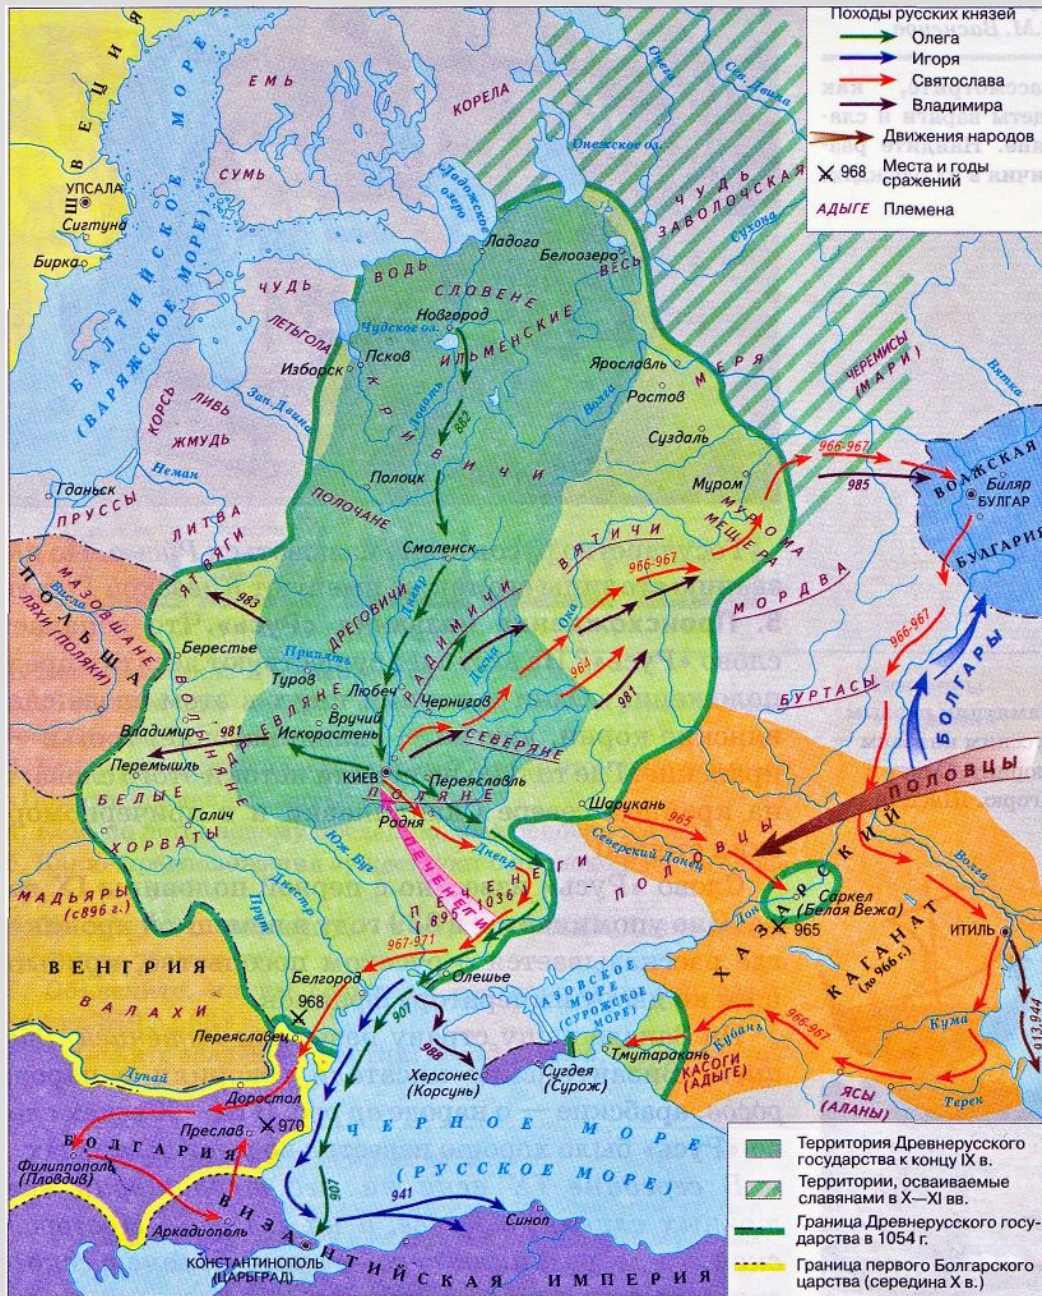 Походы русских князей
Олега
Игоря
Святослава
Владимира
Движения народов
968 Места и годы
сражений
АДЫГЕ Племена
ШВЕЦИЯ
УПСАЛА
Сигтуна
Бирка
БАЛТИЙСКОЕ МОРЕ
(ВАРЯЖСКОЕ МОРЕ)
ЕМЬ
СУМЬ
КОРЕЛА
Онега
Сев. Двина
Онежское оз.
Ладожское
озеро
ЧУДЬ
ЗАВОЛОЧСКАЯ
Сухона
Ладога
Белоозеро
ВЕСЬ
ВОДЬ
ЧУДЬ
СЛОВЕНЕ
ИЛЬМЕНСКИЕ
Новгород
ЛЕТЬГОЛА
Чудское оз.
Псков
Изборск
КРИВИЧИ
Ловать
882
Волга
Ярославль
МЕРЯ
ЧЕРЕМИСЫ
(МАРИ)
Вятка
Ростов
Суздаль
КОРСЬ
ЛИВЬ
ЖМУДЬ
Зап. Двина
Неман
Гданьск
ПРУССЫ
ЛИТВА
ЯТВЯГИ
Полоцк
ПОЛОЧАНЕ
Смоленск
Муром
МУРОМА
МЕЩЕРА
966-967
985
ВОЛЖСКАЯ
БУЛГАРИЯ
Биляр
БУЛГАР
ВЯТИЧИ
966-967
МОРДВА
ПОЛЬША
МАЗОВШАНЕ
ЛЯХИ (ПОЛЯКИ)
Висла
983
ДРЕГОВИЧИ
Днепр
РАДИМИЧИ
Ока
Десна
964
981
966-967
БУРТАСЫ
БОЛГАРЫ
Берестье
Припять
Туров
Любеч
Чернигов
ВОЛЫНЯНЕ
ДРЕВЛЯНЕ
Вручий
Искоростень
СЕВЕРЯНЕ
Владимир
981
Перемышль
КИЕВ
Переяславль
ПОЛЯНЕ
Родня
БЕЛЫЕ
ХОРВАТЫ
Галич
Шарукань
965
ПОЛОВЦЫ
ПОЛОВЦЫ
Северский Донец
Юж. Буг
Днепр
Днестр
Прут
ПЕЧЕНЕГИ
ПЕЧЕНЕГИ
895 - 1036
МАДЬЯРЫ
(с 896 г.)
Дон
Саркел
(Белая Вежа)
965
Волга
ИТИЛЬ
ХАЗАРСКИЙ
КАГАНАТ
(до 966 г.)
ВЕНГРИЯ
ВАЛАХИ
967-971
Белгород
Олешье
968
907
Переяславец
988
АЗОВСКОЕ
МОРЕ
(СУРОЖСКОЕ
МОРЕ)
966-967
Кубань
Кума
913, 944
Тмутаракань
КАСОГИ
(АДЫГЕ)
ЯСЫ
(АЛАНЫ)
Терек
Херсонес
(Корсунь)
Сугдея
(Сурож)
Дунай
Доростол
Преслав
970
БОЛГАРИЯ
Филиппополь
(Пловдив)
ЧЕРНОЕ МОРЕ
(РУССКОЕ МОРЕ)
907
941
Синоп
Аркадиополь
КОНСТАНТИНОПОЛЬ
(ЦАРЬГРАД)
ВИЗАНТИЙСКАЯ ИМПЕРИЯ
Территория Древнерусского
государства к концу IX в.
Территории, осваиваемые
славянами в X—XI вв.
Граница Древнерусского госу-
дарства в 1054 г.
Граница первого Болгарского
царства (середина X в.)